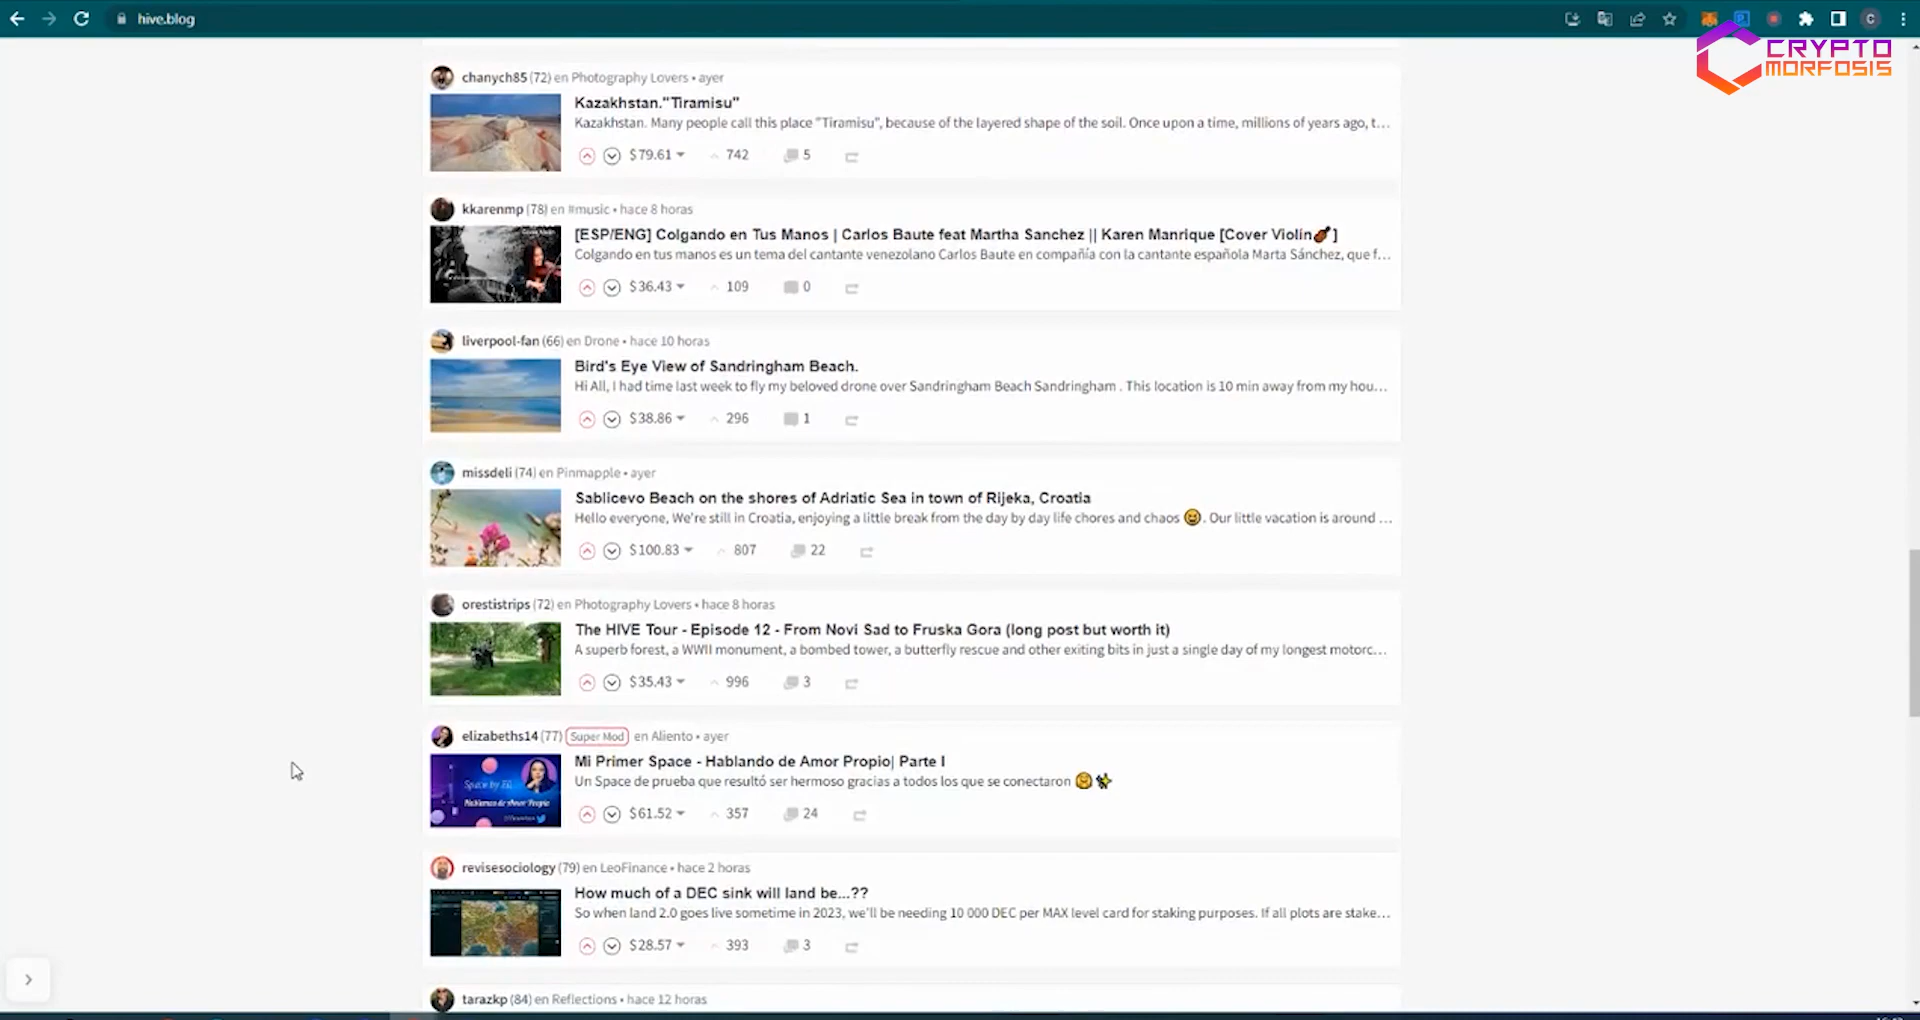 hive.blog
C
CRYPTO
MORFOSIS
chanych85 (72) en Photography Lovers • ayer
Kazakhstan."Tiramisu"
Kazakhstan. Many people call this place "Tiramisu", because of the layered shape of the soil. Once upon a time, millions of years ago, t...
$79.61 742 5
kkarenmp (78) en #music • hace 8 horas
[ESP/ENG] Colgando en Tus Manos | Carlos Baute feat Martha Sanchez || Karen Manrique [Cover Violín🎻]
Colgando en tus manos es un tema del cantante venezolano Carlos Baute en compañía con la cantante española Marta Sánchez, que f...
$36.43 109 0
liverpool-fan (66) en Drone • hace 10 horas
Bird's Eye View of Sandringham Beach.
Hi All, I had time last week to fly my beloved drone over Sandringham Beach Sandringham . This location is 10 min away from my hou...
$38.86 296 1
missdeli (74) en Pinmapple • ayer
Sablicevo Beach on the shores of Adriatic Sea in town of Rijeka, Croatia
Hello everyone, We're still in Croatia, enjoying a little break from the day by day life chores and chaos 😄. Our little vacation is around ...
$100.83 807 22
orestistrips (72) en Photography Lovers • hace 8 horas
The HIVE Tour - Episode 12 - From Novi Sad to Fruska Gora (long post but worth it)
A superb forest, a WWII monument, a bombed tower, a butterfly rescue and other exiting bits in just a single day of my longest motorc...
$35.43 996 3
elizabeths14 (77) Super Mod en Aliento • ayer
Mi Primer Space - Hablando de Amor Propio| Parte I
Un Space de prueba que resultó ser hermoso gracias a todos los que se conectaron 😊✨
Space by EG
Hablemos de Amor Propio
$61.52 357 24
revisesociology (79) en LeoFinance • hace 2 horas
How much of a DEC sink will land be...??
So when land 2.0 goes live sometime in 2023, we'll be needing 10 000 DEC per MAX level card for staking purposes. If all plots are stake...
$28.57 393 3
tarazkp (84) en Reflections • hace 12 horas